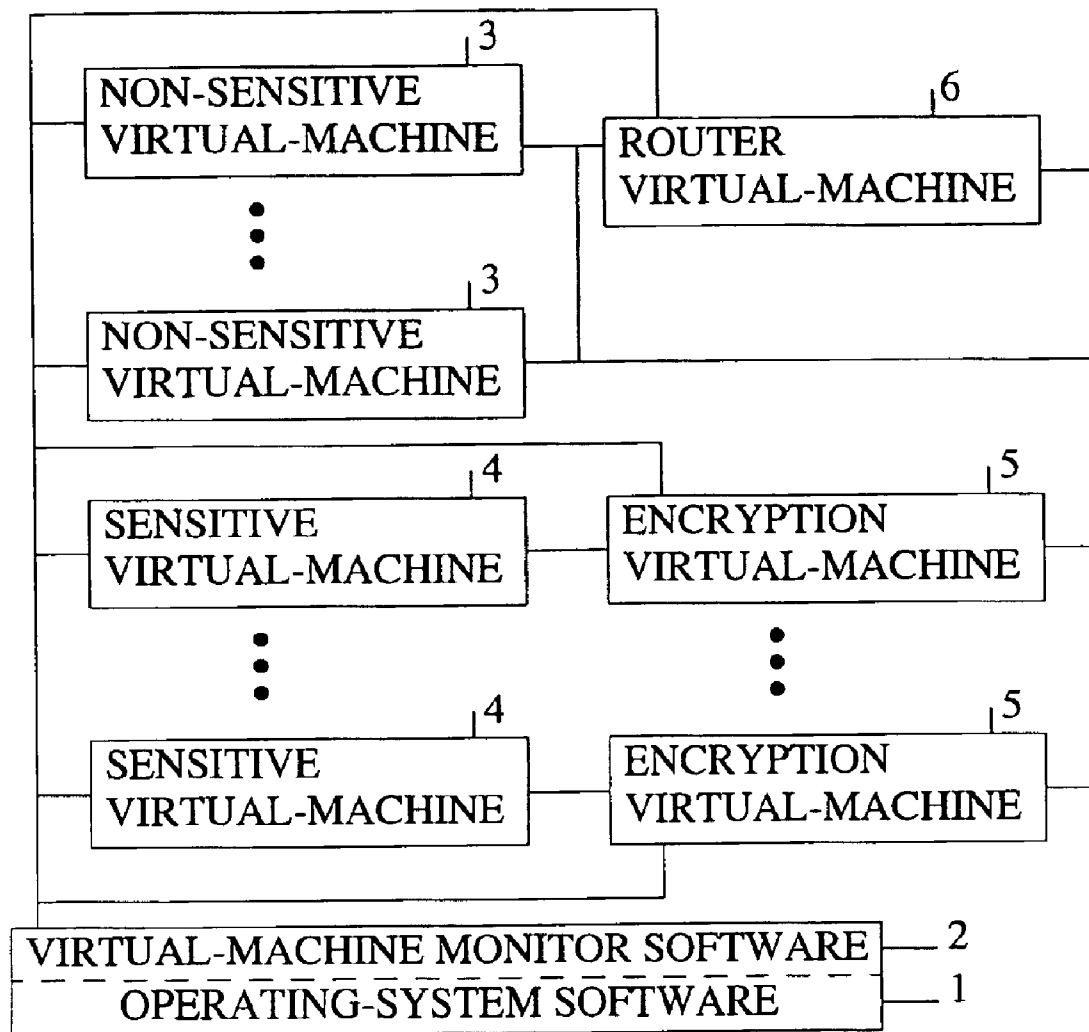 3
NON-SENSITIVE
VIRTUAL-MACHINE
6
ROUTER
VIRTUAL-MACHINE
3
NON-SENSITIVE
VIRTUAL-MACHINE
4
SENSITIVE
VIRTUAL-MACHINE
5
ENCRYPTION
VIRTUAL-MACHINE
4
SENSITIVE
VIRTUAL-MACHINE
5
ENCRYPTION
VIRTUAL-MACHINE
VIRTUAL-MACHINE MONITOR SOFTWARE 2
OPERATING-SYSTEM SOFTWARE 1